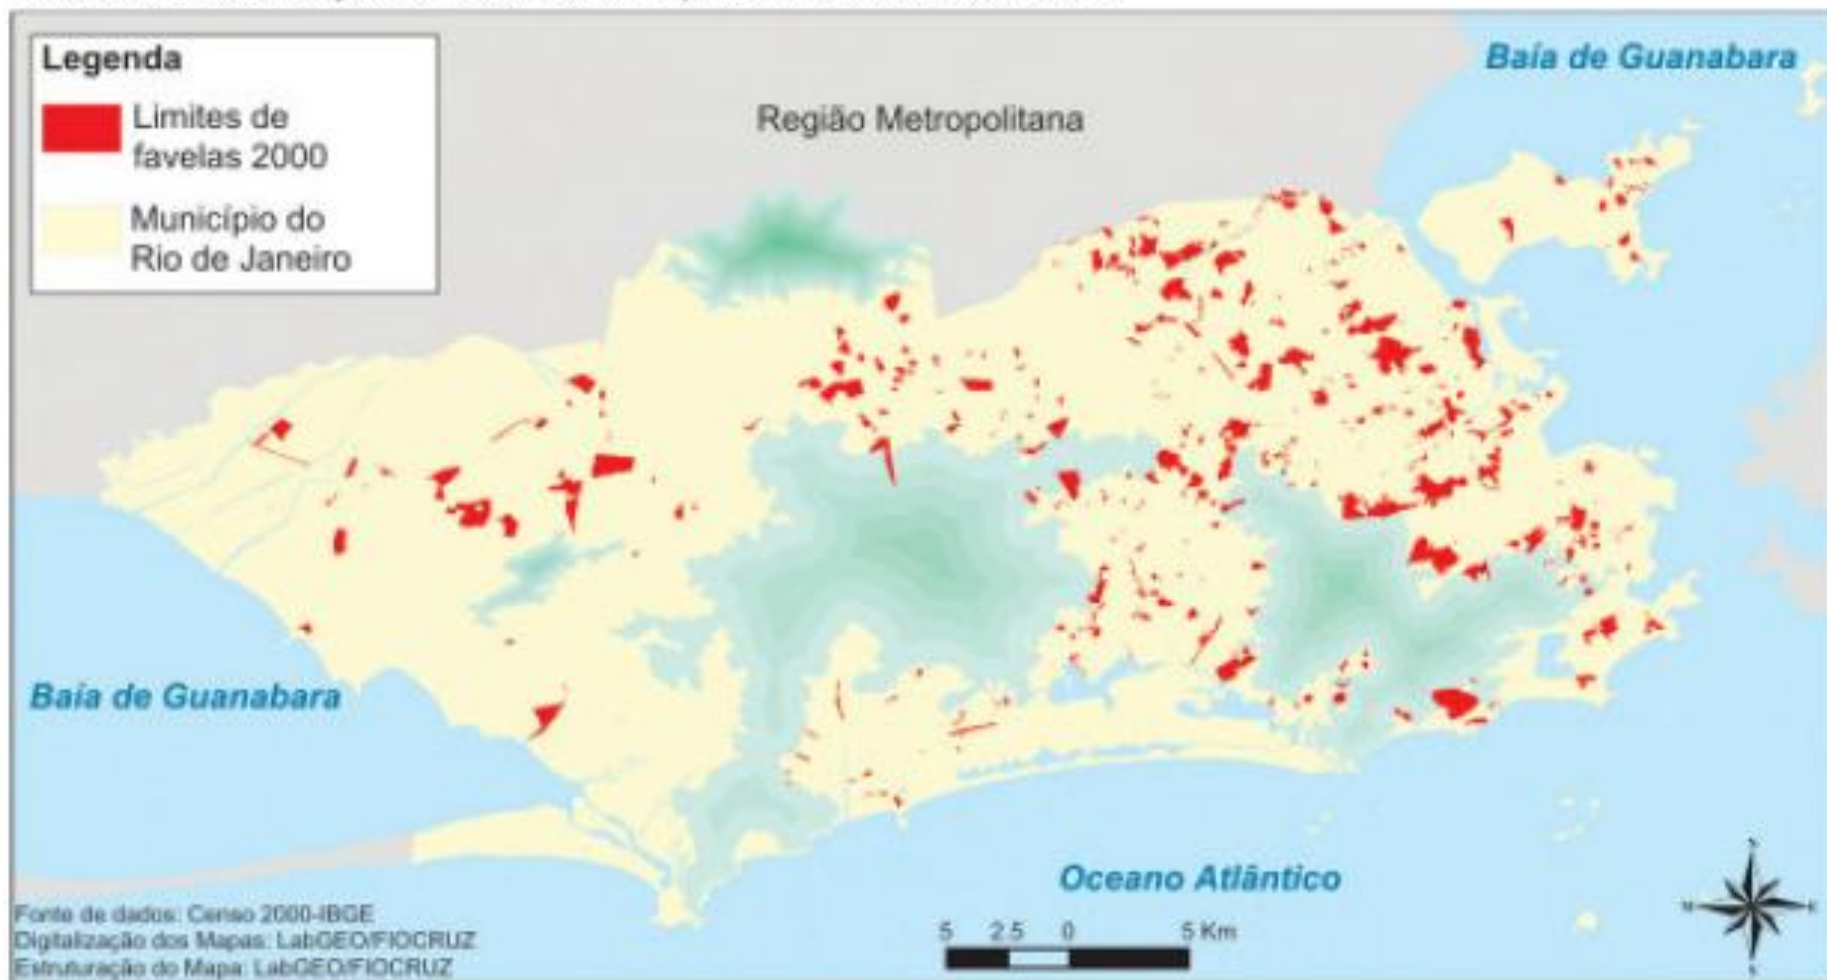 Legenda
Limites de
favelas 2000
Município do
Rio de Janeiro
Região Metropolitana
Baía de Guanabara
Baía de Guanabara
Oceano Atlântico
Fonte de dados: Censo 2000-IBGE
Digitalização dos Mapas: LabGEO/FIOCRUZ
Estruturação do Mapa: LabGEO/FIOCRUZ
5 2.5 0 5 Km